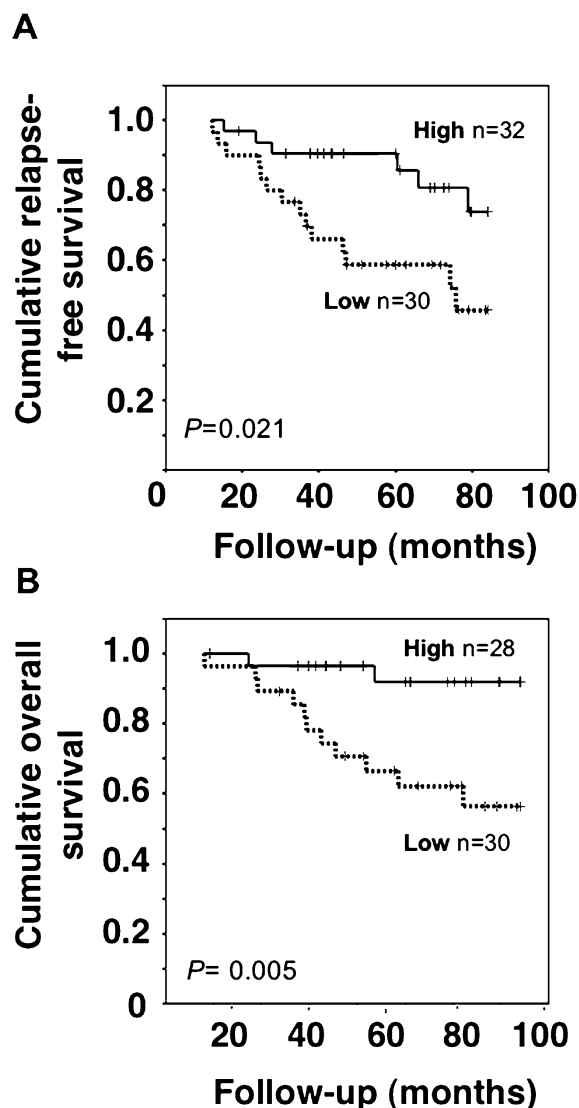 A
Cumulative relapse-
free survival
1.0
0.8
0.6
0.4
0.2
High n=32
Low n=30
P=0.021
0 20 40 60 80 100
Follow-up (months)
B
Cumulative overall
survival
1.0
0.8
0.6
0.4
0.2
0
High n=28
Low n=30
P= 0.005
20 40 60 80 100
Follow-up (months)